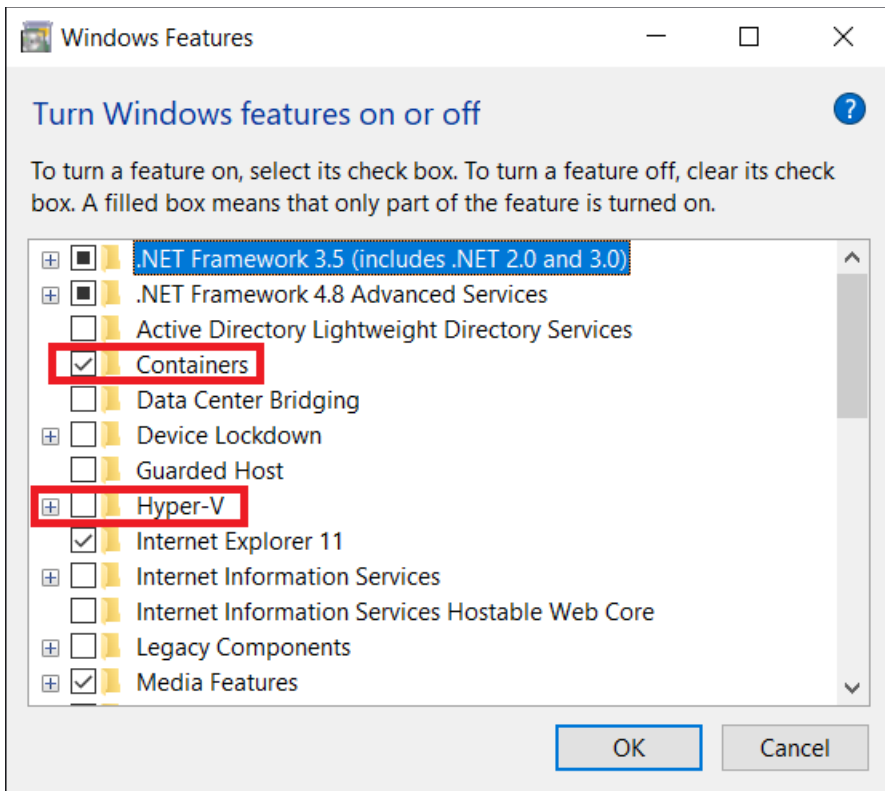 Windows Features
Turn Windows features on or off
To turn a feature on, select its check box. To turn a feature off, clear its check
box. A filled box means that only part of the feature is turned on.
.NET Framework 3.5 (includes .NET 2.0 and 3.0)
.NET Framework 4.8 Advanced Services
Active Directory Lightweight Directory Services
Containers
Data Center Bridging
Device Lockdown
Guarded Host
Hyper-V
Internet Explorer 11
Internet Information Services
Internet Information Services Hostable Web Core
Legacy Components
Media Features
OK Cancel